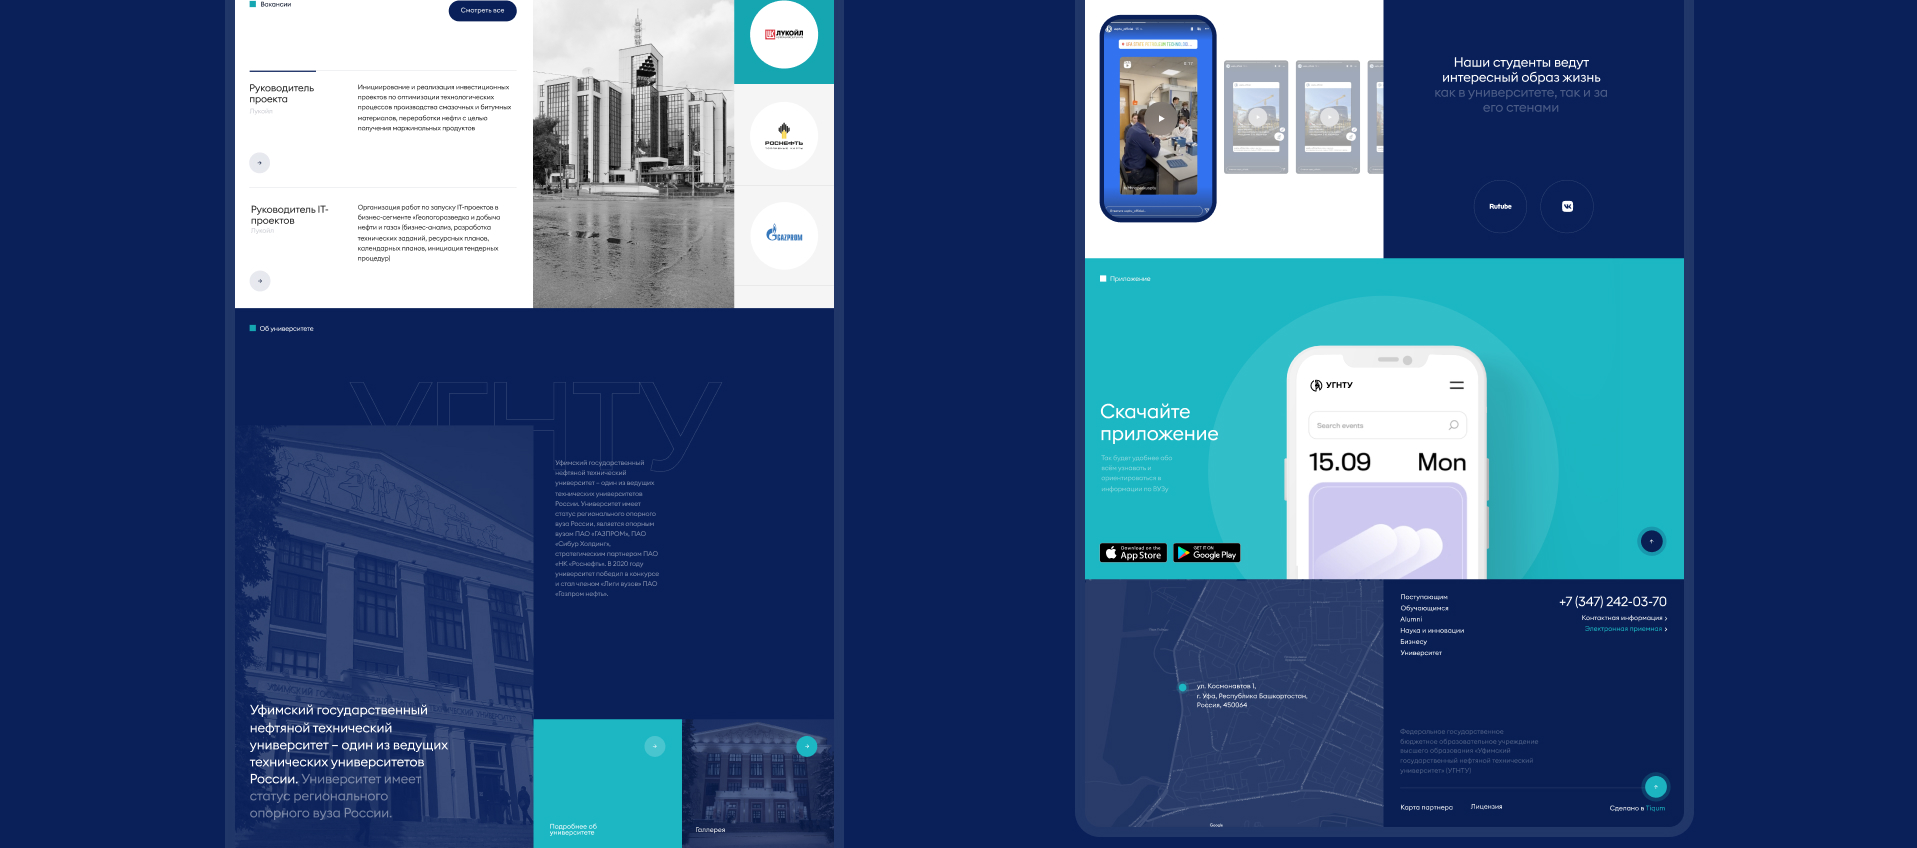 Вакансии
Смотреть все
Руководитель
проекта
Лукойл
Инициирование и реализация инвестиционных
проектов по оптимизации технологических
процессов производства смазочных и битумных
материалов, переработки нефти с целью
получения маржинальных продуктов
Руководитель IT-
проектов
Лукойл
Организация работ по запуску IT-проектов в
бизнес-сегменте «Геологоразведка и добыча
нефти и газа» (бизнес-анализ, разработка
технических заданий, ресурсных планов,
календарных планов, инициация тендерных
процедур)
ЛУКОЙЛ
РОСНЕФТЬ
GAZPROM
Об университете
УГНТУ
Уфимский государственный
нефтяной технический
университет – один из ведущих
технических университетов
России. Университет имеет
статус регионального опорного
вуза России, является опорным
вузом ПАО «ГАЗПРОМ», ПАО
«Сибур Холдинг»,
стратегическим партнером ПАО
«НК «Роснефть». В 2020 году
университет победил в конкурсе
и стал членом «Лиги вузов» ПАО
«Газпром нефть».
Уфимский государственный
нефтяной технический
университет – один из ведущих
технических университетов
России. Университет имеет
статус регионального
опорного вуза России.
Подробнее об
университете
Галлерея
Наши студенты ведут
интересный образ жизнь
как в университете, так и за
его стенами
Rutube
Приложение
Скачайте
приложение
Так будет удобнее обо
всём узнавать и
ориентироваться в
информации по ВУЗу
Download on the
App Store
GET IT ON
Google Play
УГНТУ
Search events
15.09
Mon
ул. Космонавтов 1,
г. Уфа, Республика Башкортостан,
Россия, 450064
Google
Поступающим
Обучающимся
Alumni
Наука и инновации
Бизнесу
Университет
+7 (347) 242-03-70
Контактная информация
Электронная приемная
Федеральное государственное
бюджетное образовательное учреждение
высшего образования «Уфимский
государственный нефтяной технический
университет» (УГНТУ)
Карта партнера
Лицензия
Сделано в Tiqum